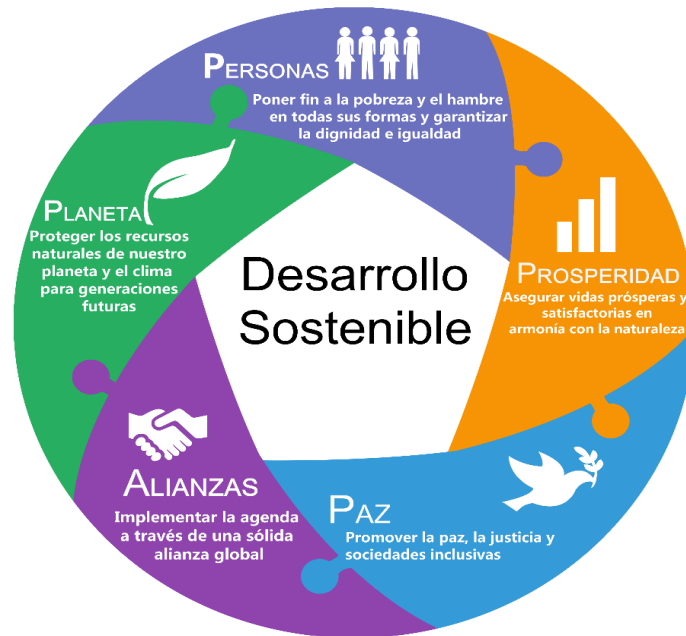 PERSONAS
Poner fin a la pobreza y el hambre
en todas sus formas y garantizar
la dignidad e igualdad
PROSPERIDAD
Asegurar vidas prósperas y
satisfactorias en
armonía con la naturaleza
PAZ
Promover la paz, la justicia y
sociedades inclusivas
ALIANZAS
Implementar la agenda
a través de una sólida
alianza global
PLANETA
Proteger los recursos
naturales de nuestro
planeta y el clima
para generaciones
futuras
Desarrollo
Sostenible